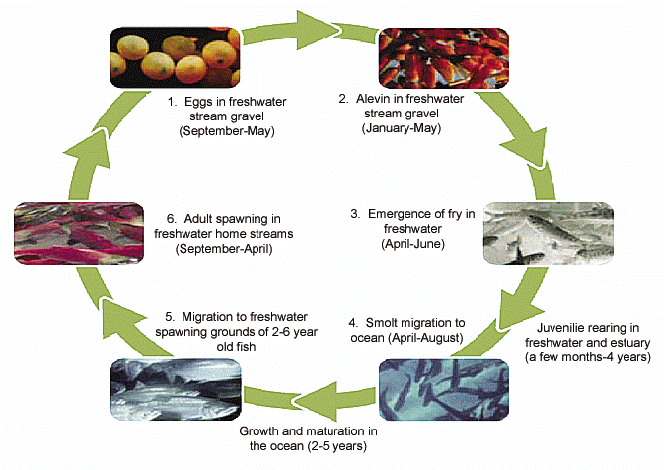 1. Eggs in freshwater
stream gravel
(September-May)
2. Alevin in freshwater
stream gravel
(January-May)
3. Emergence of fry in
freshwater
(April-June)
Juvenilie rearing in
freshwater and estuary
(a few months-4 years)
4. Smolt migration to
ocean (April-August)
Growth and maturation in
the ocean (2-5 years)
5. Migration to freshwater
spawning grounds of 2-6 year
old fish
6. Adult spawning in
freshwater home streams
(September-April)